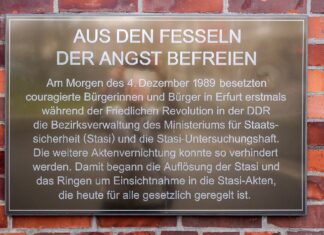 AUS DEN FESSELN
DER ANGST BEFREIEN
Am Morgen des 4. Dezember 1989 besetzten
couragierte Bürgerinnen und Bürger in Erfurt erstmals
während der Friedlichen Revolution in der DDR
die Bezirksverwaltung des Ministeriums für Staats-
sicherheit (Stasi) und die Stasi-Untersuchungshaft.
Die weitere Aktenvernichtung konnte so verhindert
werden. Damit begann die Auflösung der Stasi und
das Ringen um Einsichtnahme in die Stasi-Akten,
die heute für alle gesetzlich geregelt ist.